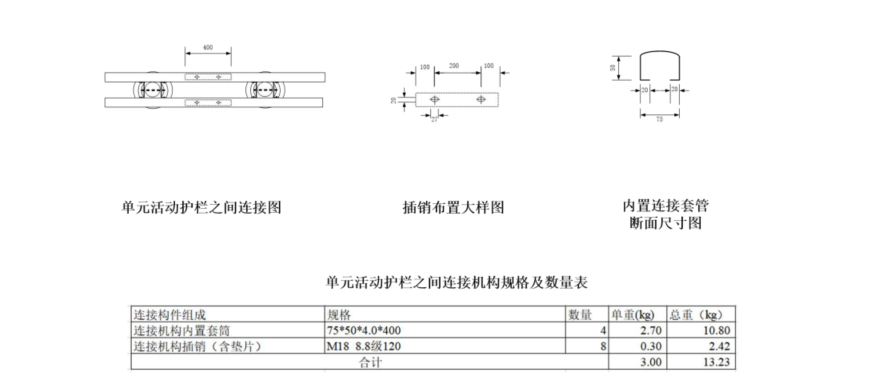 400
100 200 100
20
27
50
20 20
73
单元活动护栏之间连接图
插销布置大样图
内置连接套管
断面尺寸图
单元活动护栏之间连接机构规格及数量表
连接构件组成 规格 数量 单重(kg) 总重（kg）
连接机构内置套筒 75*50*4.0*400 4 2.70 10.80
连接机构插销（含垫片） M18 8.8级120 8 0.30 2.42
合计 3.00 13.23